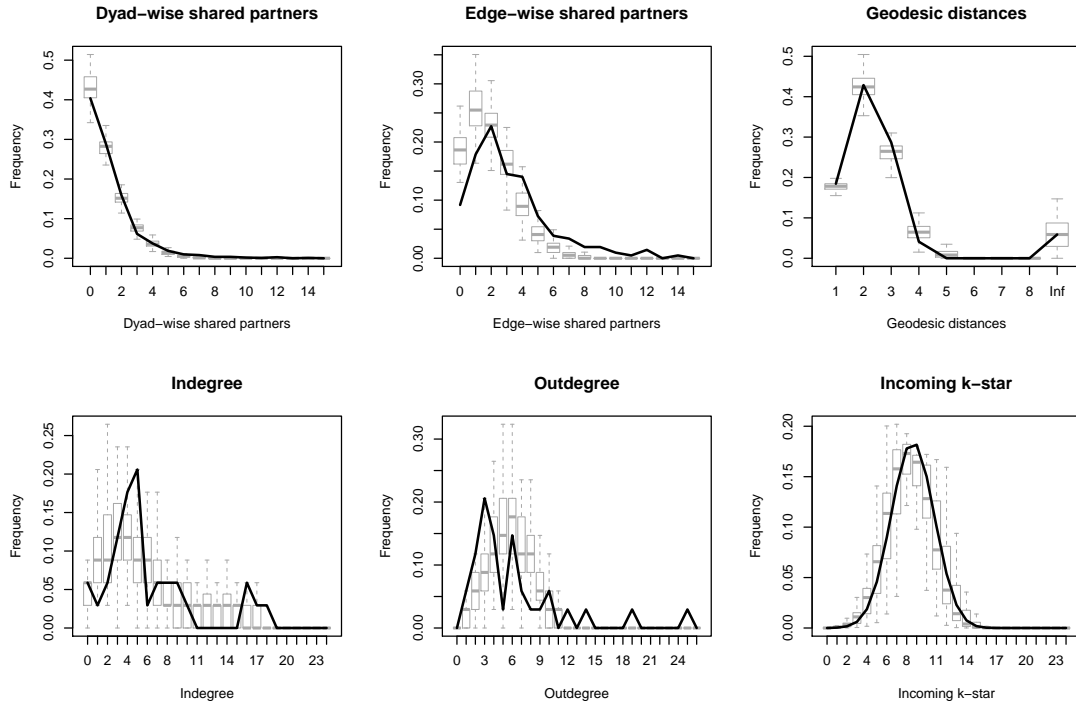 Dyad−wise shared partners
Frequency
0.0 0.1 0.2 0.3 0.4 0.5
0 2 4 6 8 10 12 14
Dyad−wise shared partners
Edge−wise shared partners
Frequency
0.00 0.10 0.20 0.30
0 2 4 6 8 10 12 14
Edge−wise shared partners
Geodesic distances
Frequency
0.0 0.1 0.2 0.3 0.4 0.5
1 2 3 4 5 6 7 8 Inf
Geodesic distances
Indegree
Frequency
0.00 0.05 0.10 0.15 0.20 0.25
0 2 4 6 8 11 14 17 20 23
Indegree
Outdegree
Frequency
0.00 0.10 0.20 0.30
0 3 6 9 12 15 18 21 24
Outdegree
Incoming k−star
Frequency
0.00 0.05 0.10 0.15 0.20
0 2 4 6 8 11 14 17 20 23
Incoming k−star